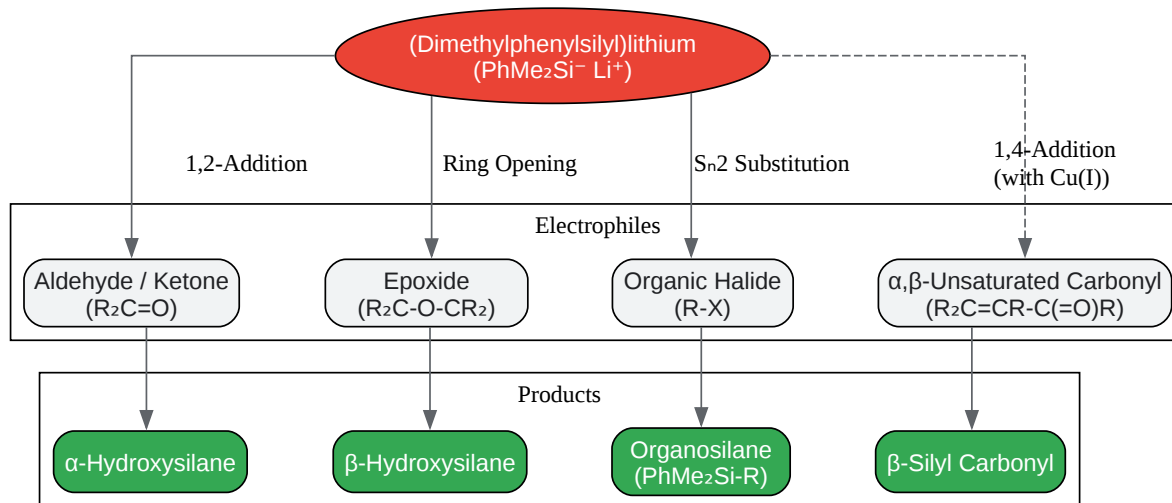 (Dimethylphenylsilyl)lithium
(PhMe₂Si⁻ Li⁺)
1,2-Addition
Ring Opening
Sₙ2 Substitution
1,4-Addition
(with Cu(I))
Electrophiles
Aldehyde / Ketone
(R₂C=O)
Epoxide
(R₂C-O-CR₂)
Organic Halide
(R-X)
α,β-Unsaturated Carbonyl
(R₂C=CR-C(=O)R)
Products
α-Hydroxysilane
β-Hydroxysilane
Organosilane
(PhMe₂Si-R)
β-Silyl Carbonyl